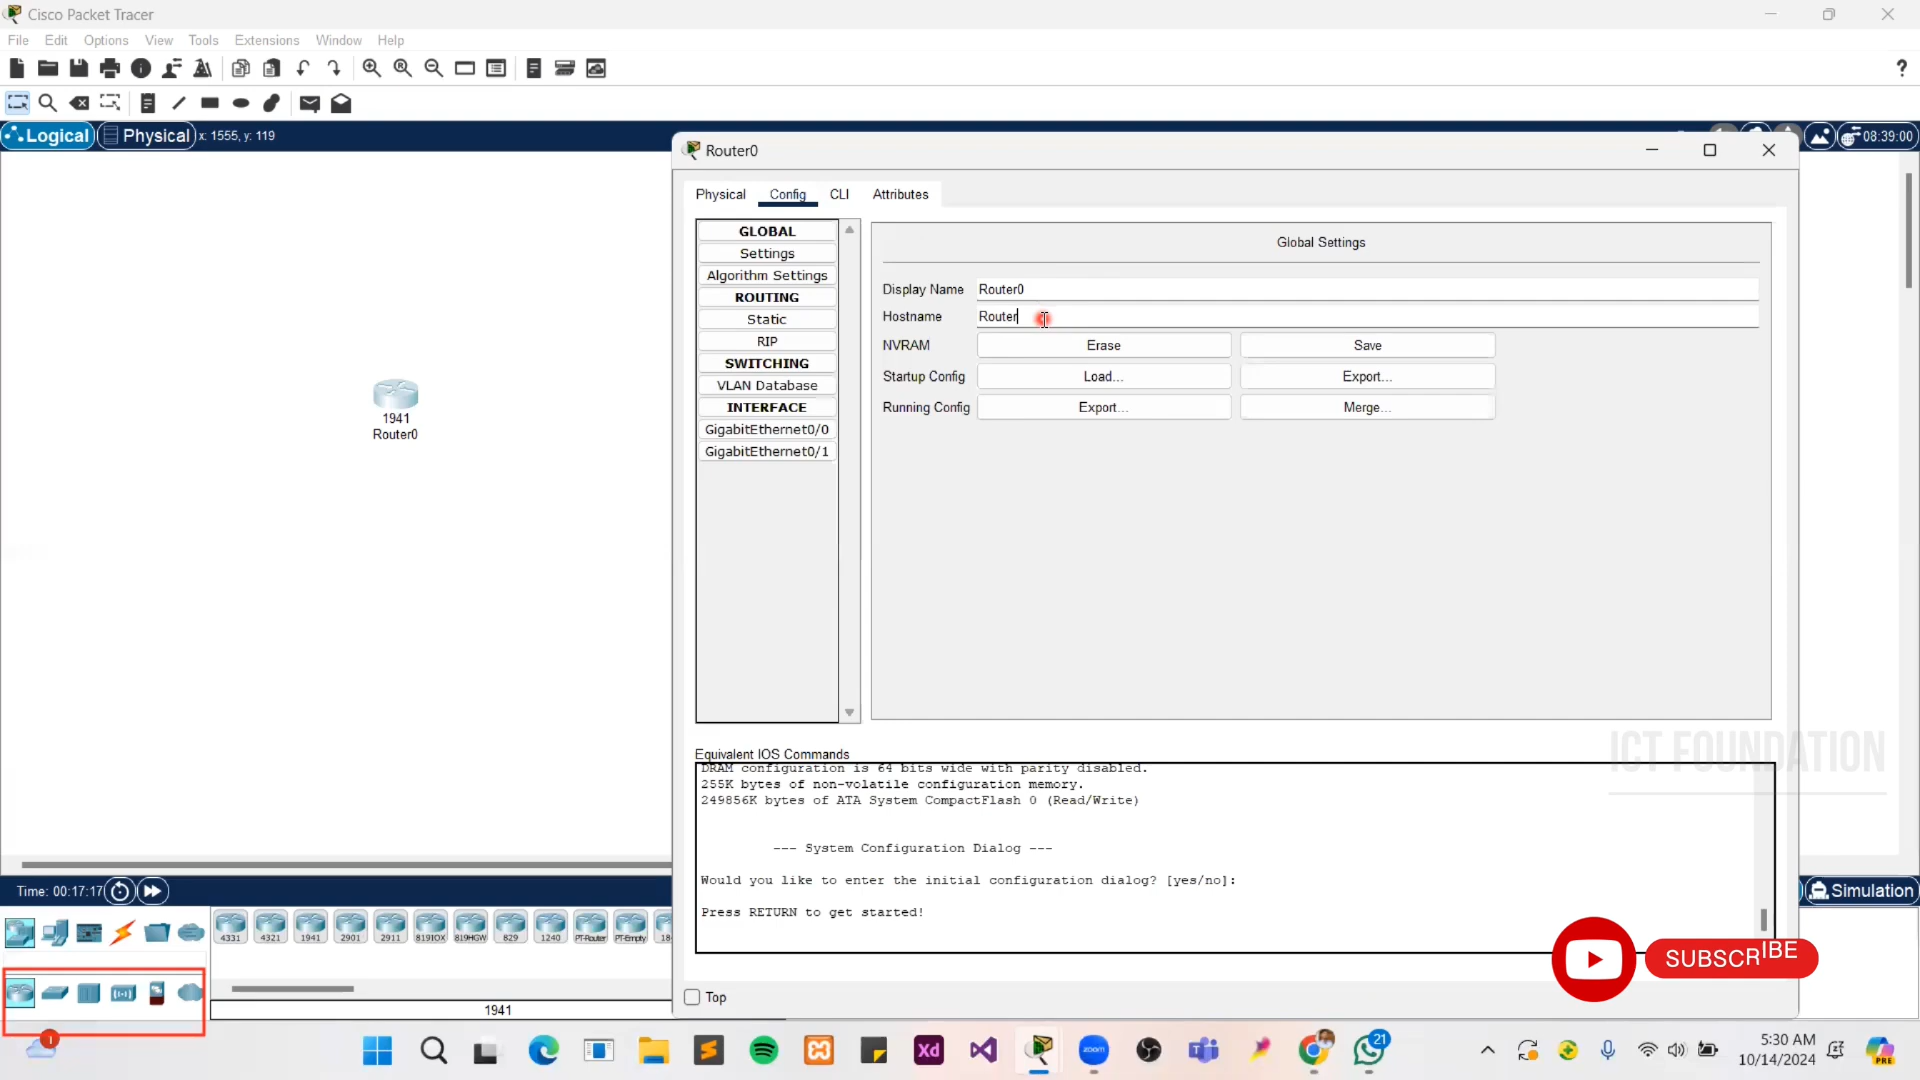 Cisco Packet Tracer
File Edit Options View Tools Extensions Window Help
?
Logical Physical x: 1555, y: 119
08:39:00
Router0
Physical Config CLI Attributes
GLOBAL
Settings
Algorithm Settings
ROUTING
Static
RIP
SWITCHING
VLAN Database
INTERFACE
GigabitEthernet0/0
GigabitEthernet0/1
Global Settings
Display Name Router0
Hostname Router
NVRAM Erase Save
Startup Config Load... Export...
Running Config Export... Merge...
1941
Router0
Equivalent IOS Commands
DRAM configuration is 64 bits wide with parity disabled.
255K bytes of non-volatile configuration memory.
249856K bytes of ATA System CompactFlash 0 (Read/Write)
--- System Configuration Dialog ---
Would you like to enter the initial configuration dialog? [yes/no]:
Press RETURN to get started!
ICT FOUNDATION
Time: 00:17:17
Simulation
4331 4321 1941 2901 2911 819IOX 819HGW 829 1240 PT-Router PT-Empty 18
SUBSCRIBE
Top
1941
1
Xd
zoom
21
5:30 AM
10/14/2024
PRE